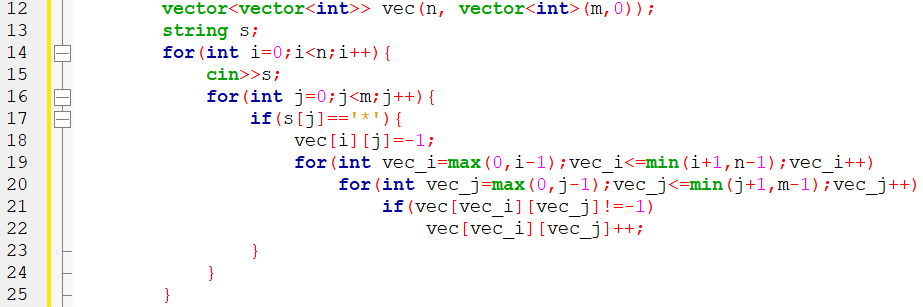 12 vector<vector<int>> vec(n, vector<int>(m,0));
13 string s;
14 for(int i=0;i<n;i++){
15 cin>>s;
16 for(int j=0;j<m;j++){
17 if(s[j]=='*'){
18 vec[i][j]=-1;
19 for(int vec_i=max(0,i-1);vec_i<=min(i+1,n-1);vec_i++)
20 for(int vec_j=max(0,j-1);vec_j<=min(j+1,m-1);vec_j++)
21 if(vec[vec_i][vec_j]!=-1)
22 vec[vec_i][vec_j]++;
23 }
24 }
25 }